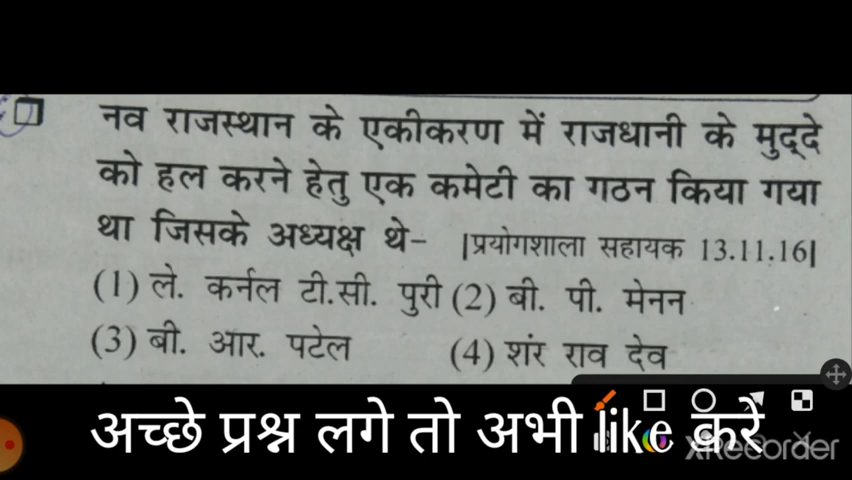 नव राजस्थान के एकीकरण में राजधानी के मुद्दे
को हल करने हेतु एक कमेटी का गठन किया गया
था जिसके अध्यक्ष थे- |प्रयोगशाला सहायक 13.11.16|
(1) ले. कर्नल टी.सी. पुरी (2) बी. पी. मेनन
(3) बी. आर. पटेल (4) शंर राव देव
अच्छे प्रश्न लगे तो अभी like करें
XRecorder